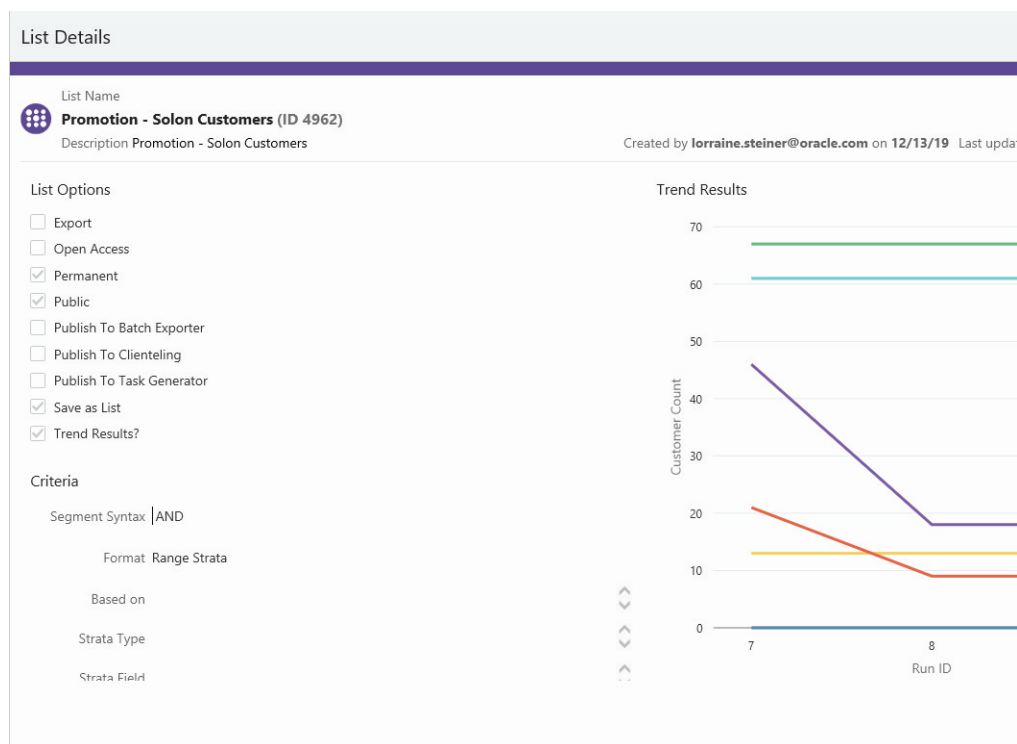 List Details
List Name
Promotion - Solon Customers (ID 4962)
Description Promotion - Solon Customers
Created by lorraine.steiner@oracle.com on 12/13/19 Last upda
List Options
Export
Open Access
Permanent
Public
Publish To Batch Exporter
Publish To Clienteling
Publish To Task Generator
Save as List
Trend Results?
Criteria
Segment Syntax AND
Format Range Strata
Based on
Strata Type
Strata Field
Trend Results
70
60
50
40
30
20
10
0
Customer Count
7 8
Run ID